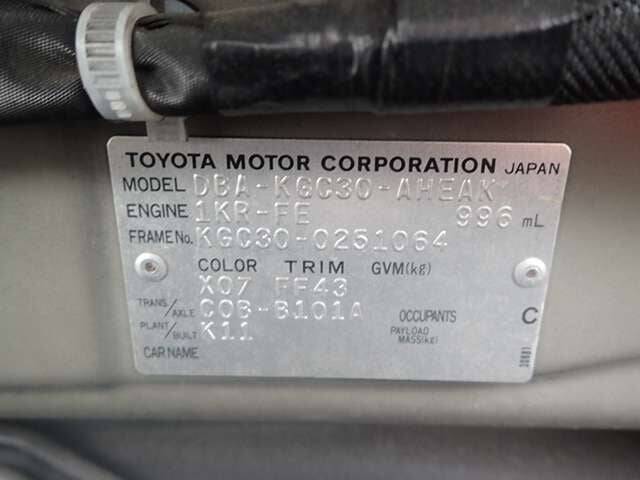 TOYOTA MOTOR CORPORATION JAPAN
MODEL DBA-KGC30-AHEAK
ENGINE 1KR-FE 996 mL
FRAME No. KGC30-0251064
COLOR TRIM GVM(kg)
X07 FF43
TRANS/AXLE C0B-B101A OCCUPANTS C
PLANT/BUILT K11 PAYLOAD MASS(kg)
CAR NAME